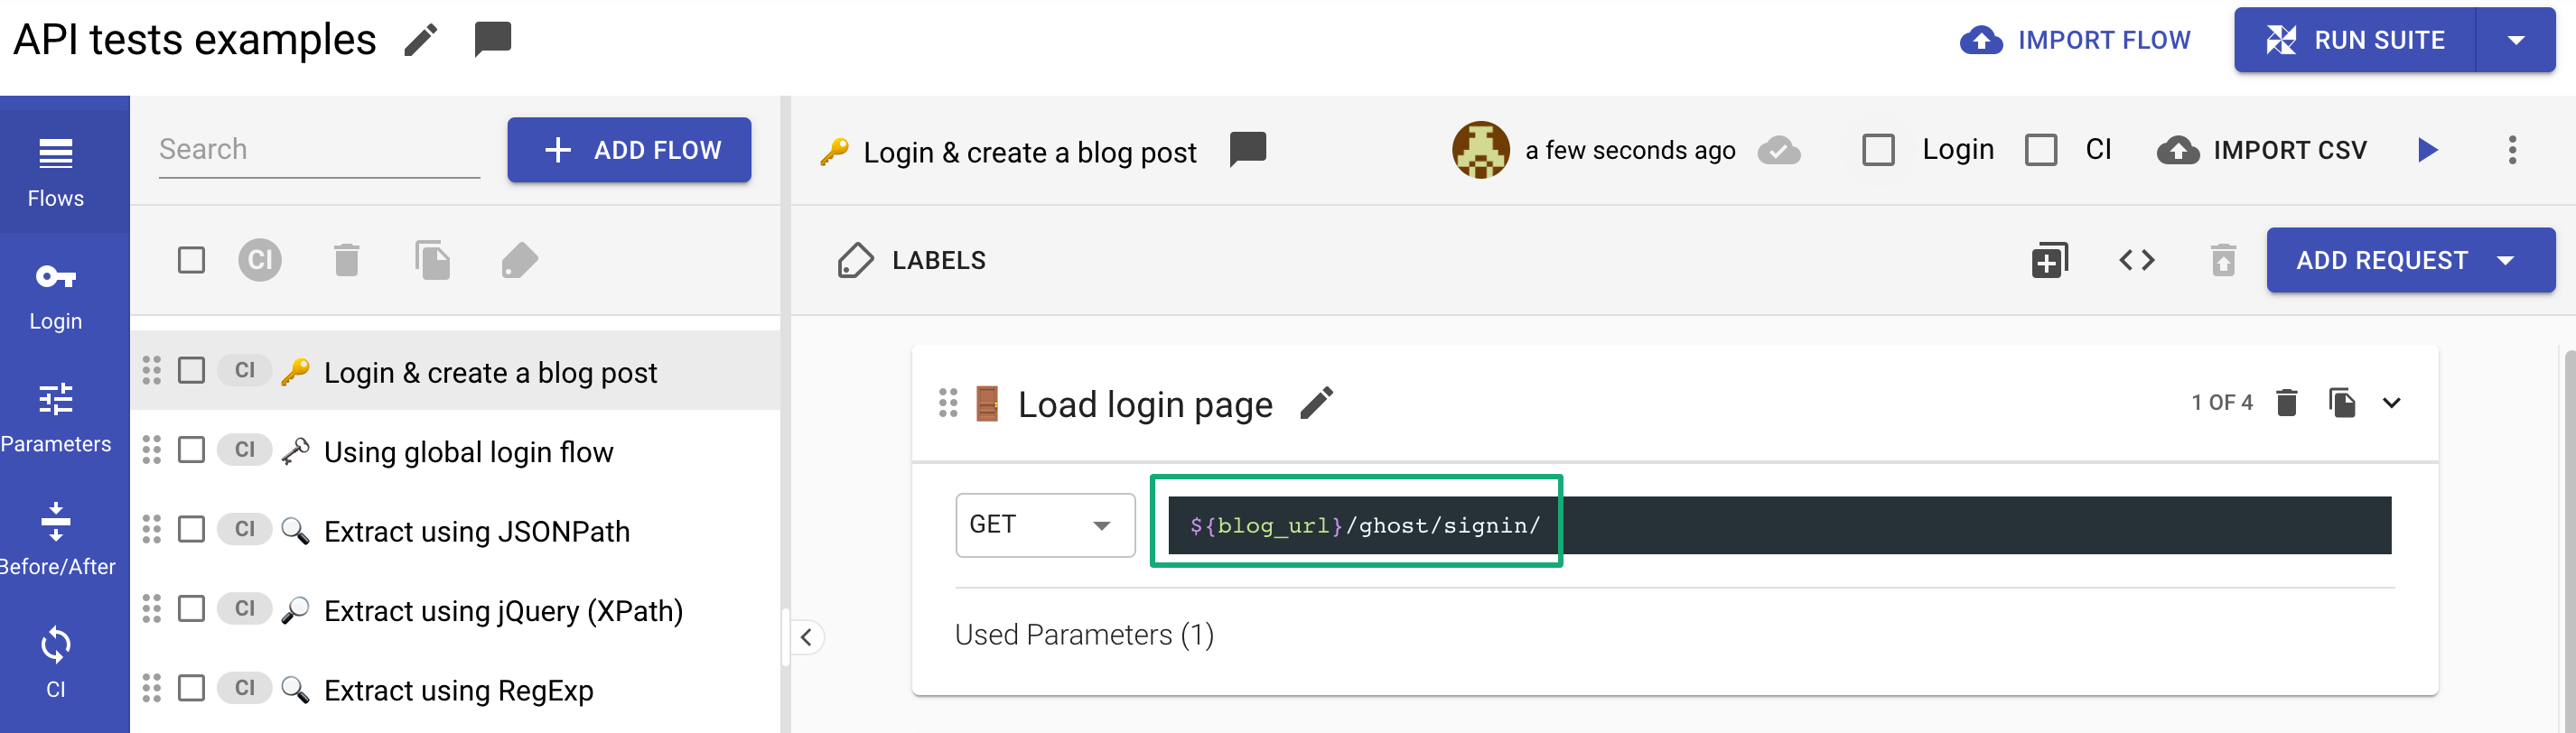 API tests examples
IMPORT FLOW
RUN SUITE
Flows
Login
Parameters
Before/After
CI
Search
ADD FLOW
CI
CI Login & create a blog post
CI Using global login flow
CI Extract using JSONPath
CI Extract using jQuery (XPath)
CI Extract using RegExp
Login & create a blog post
a few seconds ago
Login
CI
IMPORT CSV
LABELS
ADD REQUEST
Load login page
1 OF 4
GET
${blog_url}/ghost/signin/
Used Parameters (1)